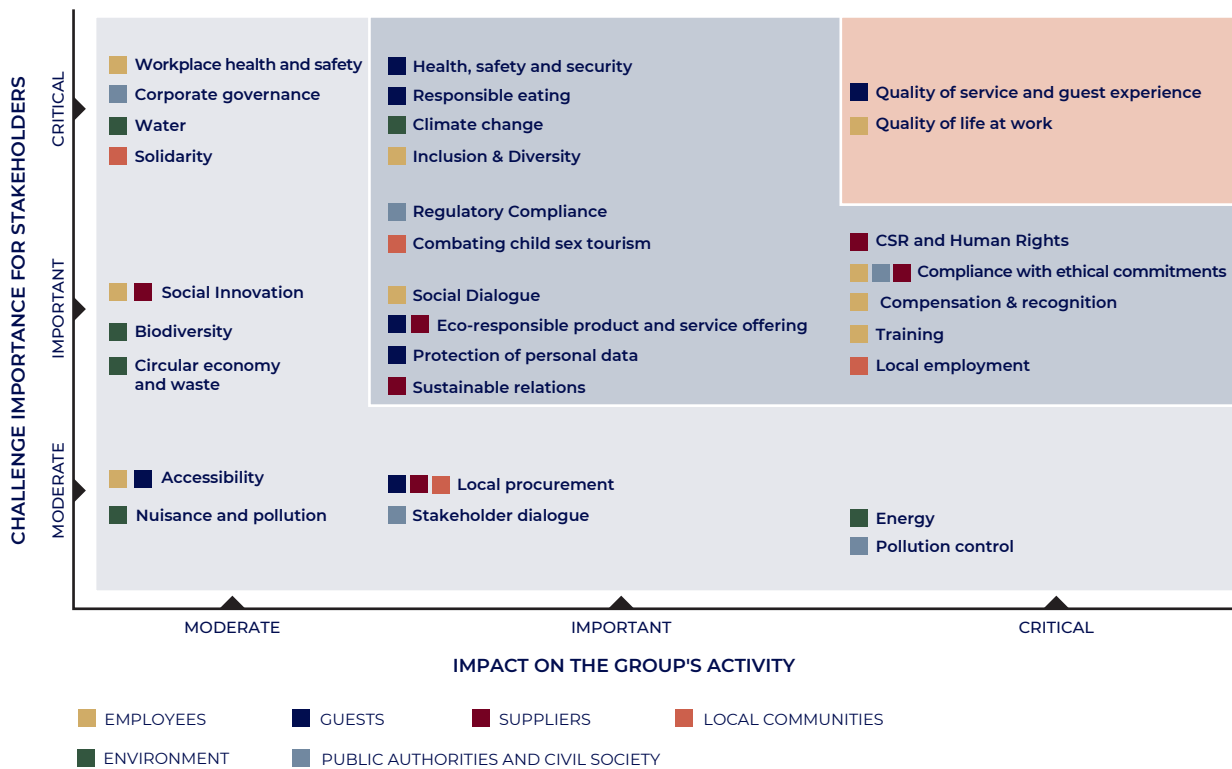 CHALLENGE IMPORTANCE FOR STAKEHOLDERS
CRITICAL
Workplace health and safety
Corporate governance
Water
Solidarity
Health, safety and security
Responsible eating
Climate change
Inclusion & Diversity
Quality of service and guest experience
Quality of life at work
IMPORTANT
Social Innovation
Biodiversity
Circular economy
and waste
Regulatory Compliance
Combating child sex tourism
Social Dialogue
Eco-responsible product and service offering
Protection of personal data
Sustainable relations
CSR and Human Rights
Compliance with ethical commitments
Compensation & recognition
Training
Local employment
MODERATE
Accessibility
Nuisance and pollution
Local procurement
Stakeholder dialogue
Energy
Pollution control
MODERATE
IMPORTANT
CRITICAL
IMPACT ON THE GROUP'S ACTIVITY
EMPLOYEES
GUESTS
SUPPLIERS
LOCAL COMMUNITIES
ENVIRONMENT
PUBLIC AUTHORITIES AND CIVIL SOCIETY